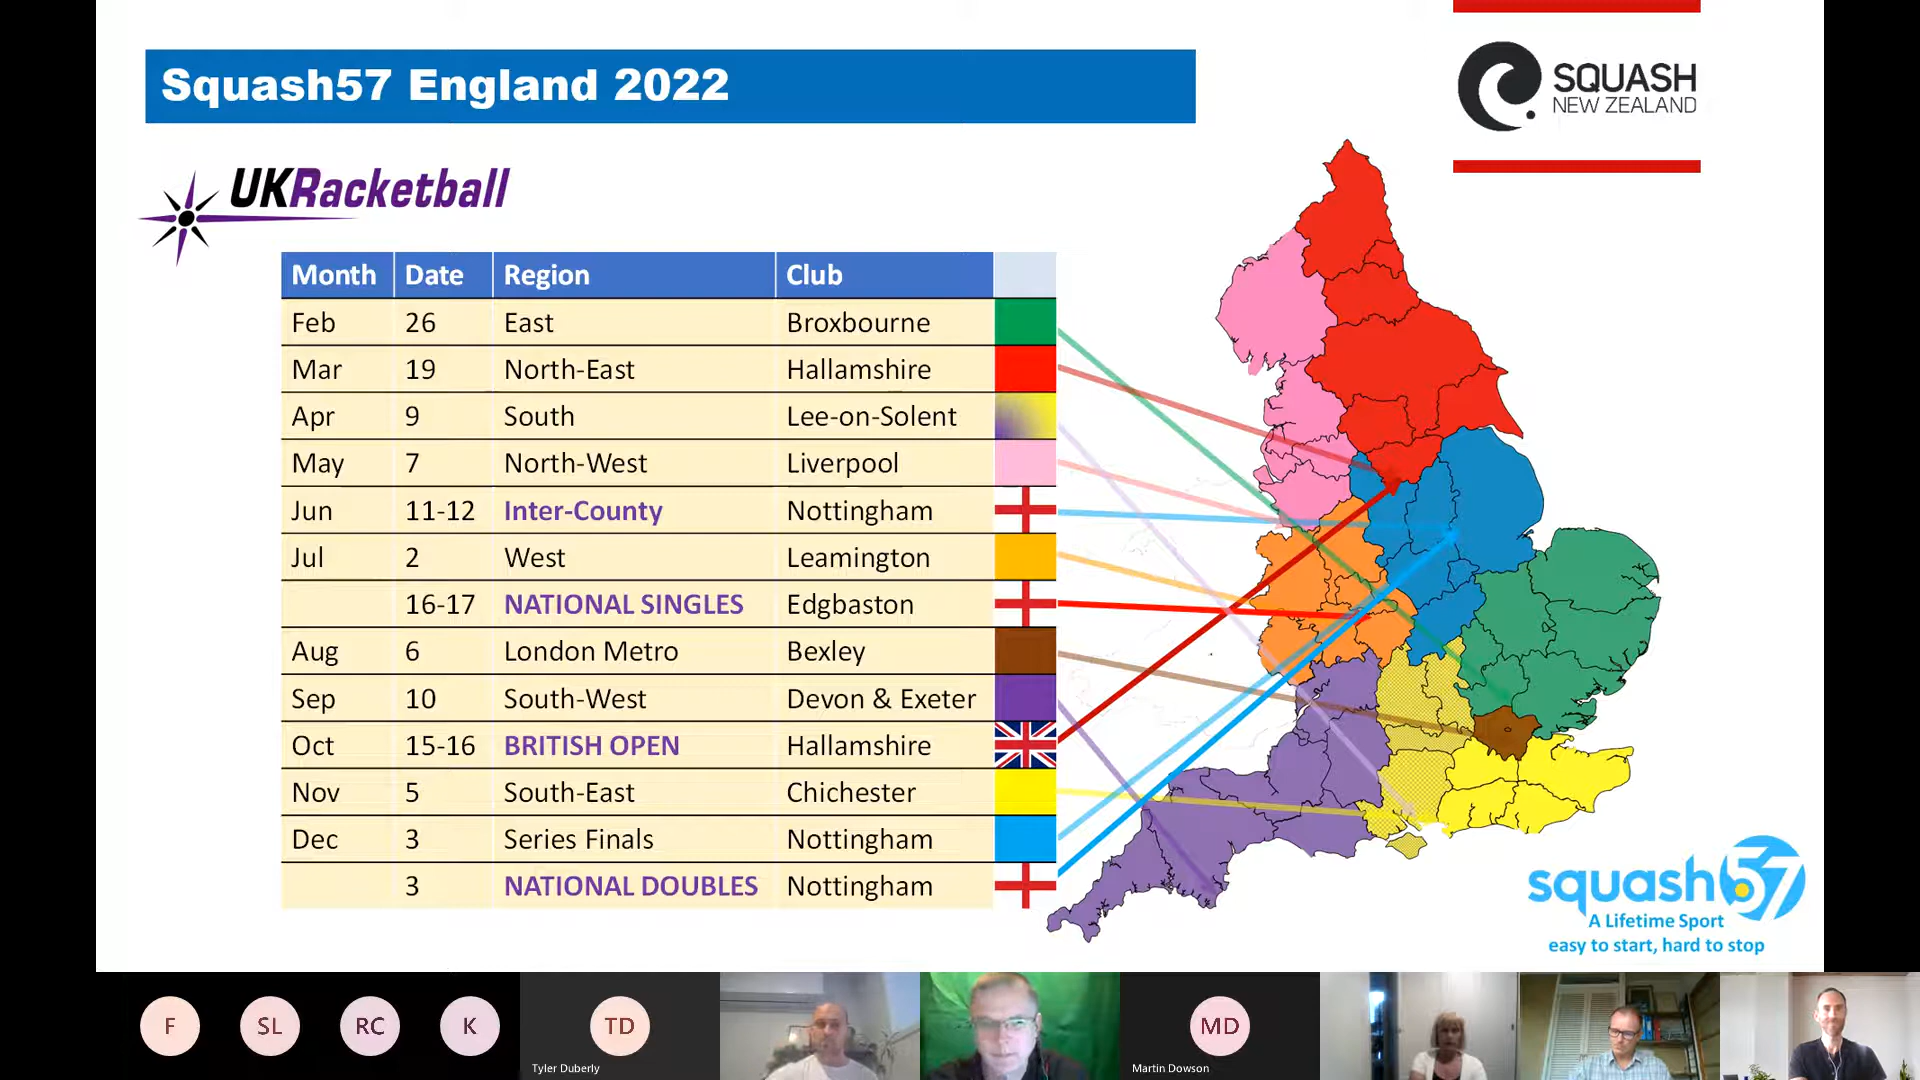 Squash57 England 2022
SQUASH
NEW ZEALAND
UKRacketball
Month Date Region Club
Feb 26 East Broxbourne
Mar 19 North-East Hallamshire
Apr 9 South Lee-on-Solent
May 7 North-West Liverpool
Jun 11-12 Inter-County Nottingham
Jul 2 West Leamington
16-17 NATIONAL SINGLES Edgbaston
Aug 6 London Metro Bexley
Sep 10 South-West Devon & Exeter
Oct 15-16 BRITISH OPEN Hallamshire
Nov 5 South-East Chichester
Dec 3 Series Finals Nottingham
3 NATIONAL DOUBLES Nottingham
squash57
A Lifetime Sport
easy to start, hard to stop
F SL RC K TD MD
Tyler Duberly Martin Dowson